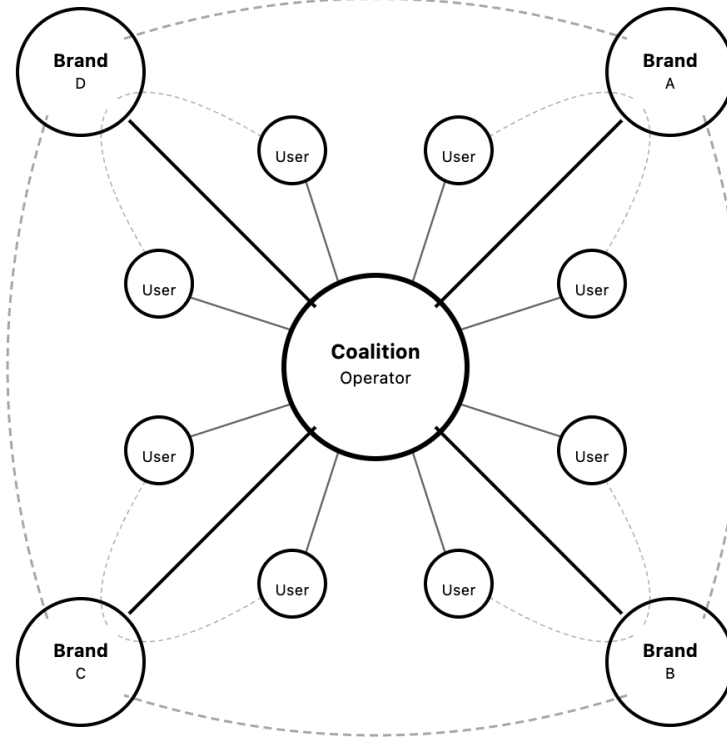 Brand
D
Brand
A
User
User
User
User
Coalition
Operator
User
User
User
User
Brand
C
Brand
B